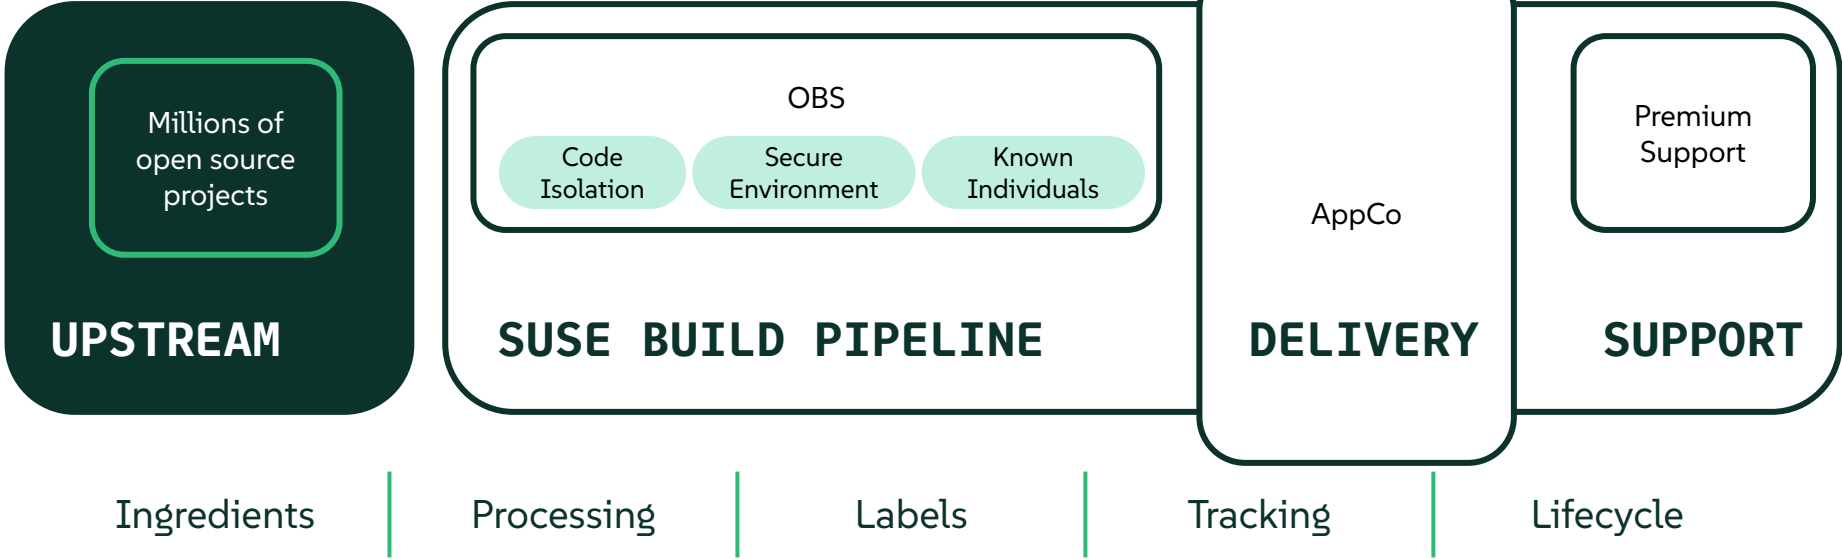 Millions of
open source
projects
UPSTREAM
OBS
Code
Isolation
Secure
Environment
Known
Individuals
SUSE BUILD PIPELINE
AppCo
DELIVERY
Premium
Support
SUPPORT
Ingredients
Processing
Labels
Tracking
Lifecycle